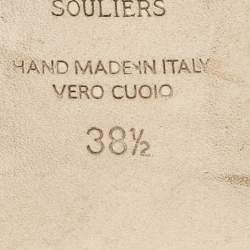 SOULIERS
HAND MADE IN ITALY
VERO CUOIO
38½